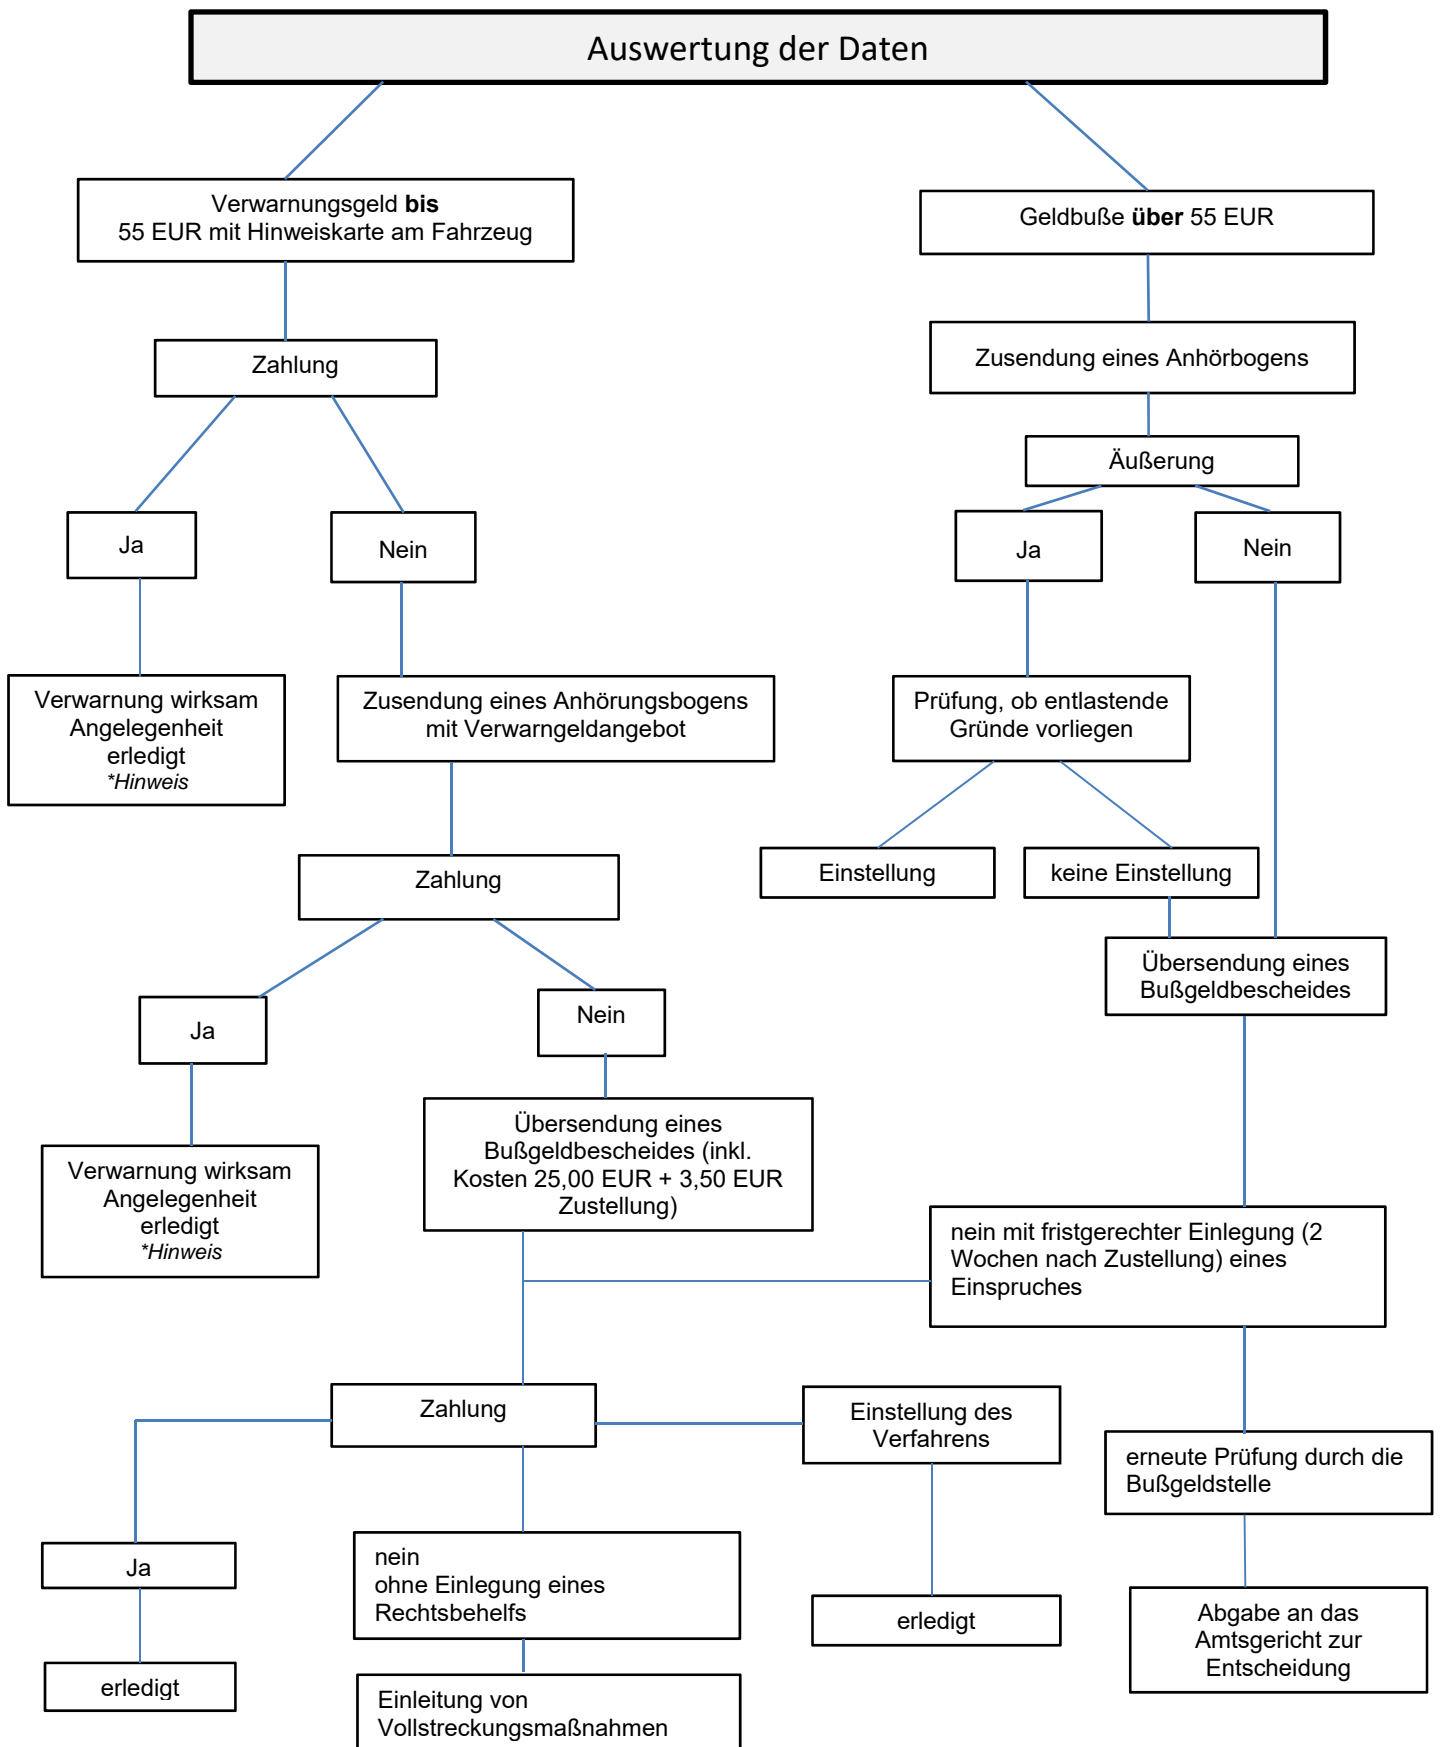 Auswertung der Daten
Verwarnungsgeld bis
55 EUR mit Hinweiskarte am Fahrzeug
Geldbuße über 55 EUR
Zahlung
Zusendung eines Anhörbogens
Äußerung
Ja
Nein
Ja
Nein
Verwarnung wirksam
Angelegenheit
erledigt
*Hinweis
Zusendung eines Anhörungsbogens
mit Verwarngeldangebot
Prüfung, ob entlastende
Gründe vorliegen
Zahlung
Einstellung
keine Einstellung
Übersendung eines
Bußgeldbescheides
Ja
Nein
Verwarnung wirksam
Angelegenheit
erledigt
*Hinweis
Übersendung eines
Bußgeldbescheides (inkl.
Kosten 25,00 EUR + 3,50 EUR
Zustellung)
nein mit fristgerechter Einlegung (2
Wochen nach Zustellung) eines
Einspruches
Zahlung
Einstellung des
Verfahrens
erneute Prüfung durch die
Bußgeldstelle
Ja
nein
ohne Einlegung eines
Rechtsbehelfs
erledigt
Abgabe an das
Amtsgericht zur
Entscheidung
erledigt
Einleitung von
Vollstreckungsmaßnahmen